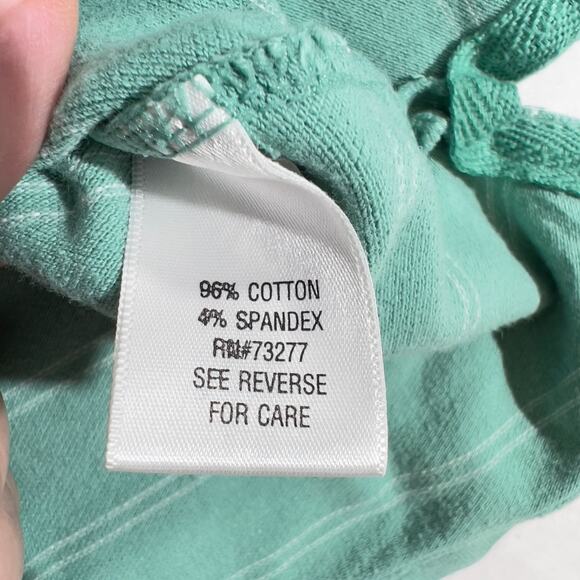 96% COTTON
4% SPANDEX
RN#73277
SEE REVERSE
FOR CARE